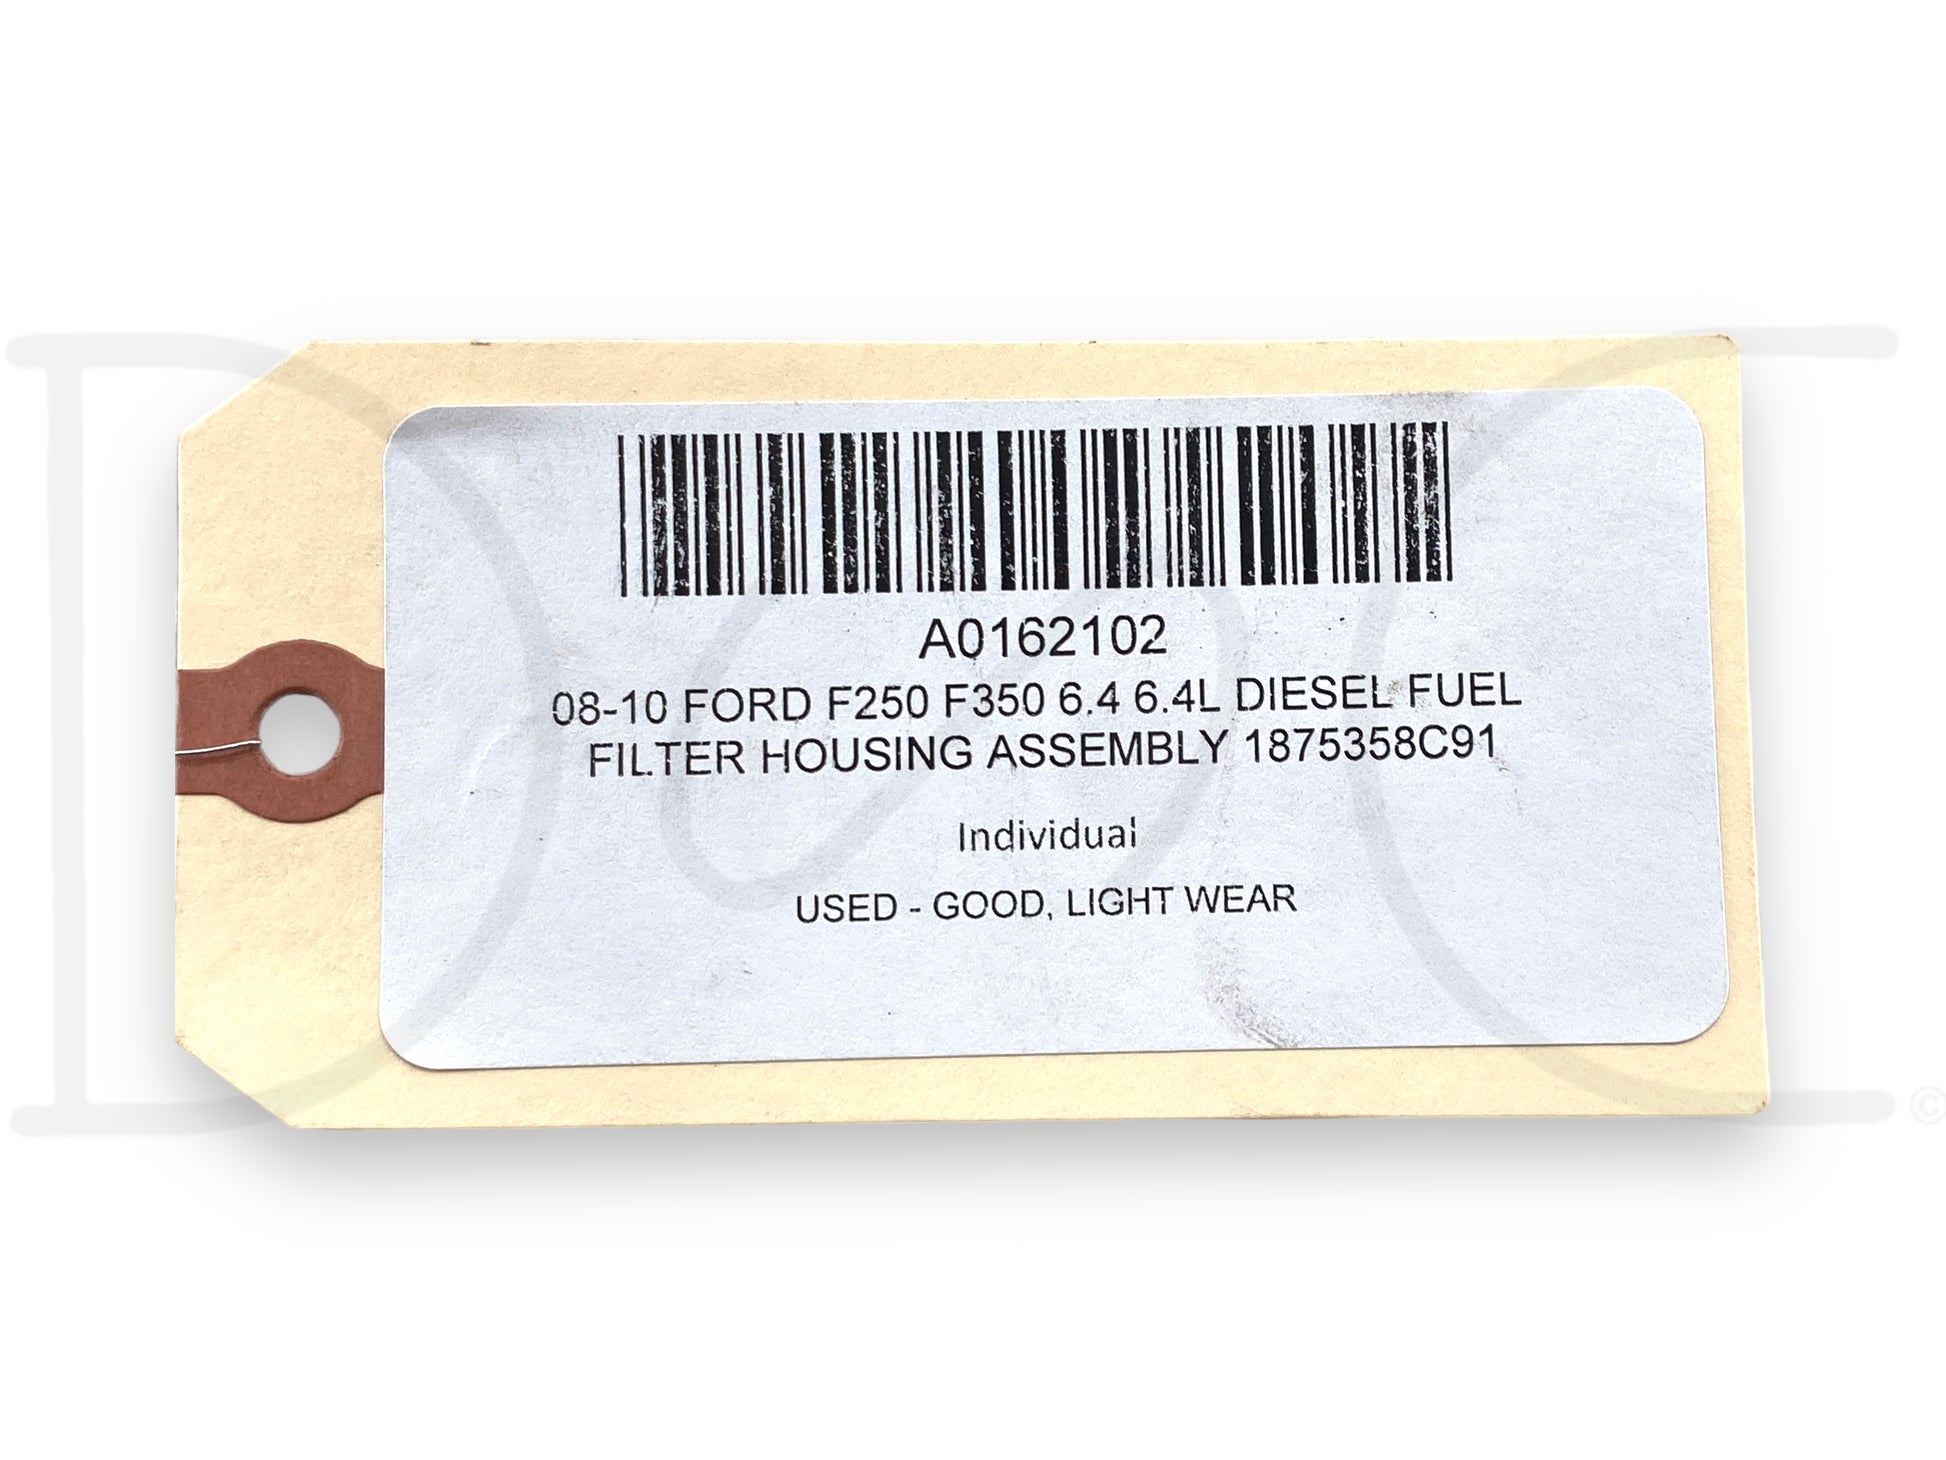 A0162102
08-10 FORD F250 F350 6.4 6.4L DIESEL FUEL
FILTER HOUSING ASSEMBLY 1875358C91
Individual
USED - GOOD, LIGHT WEAR
©